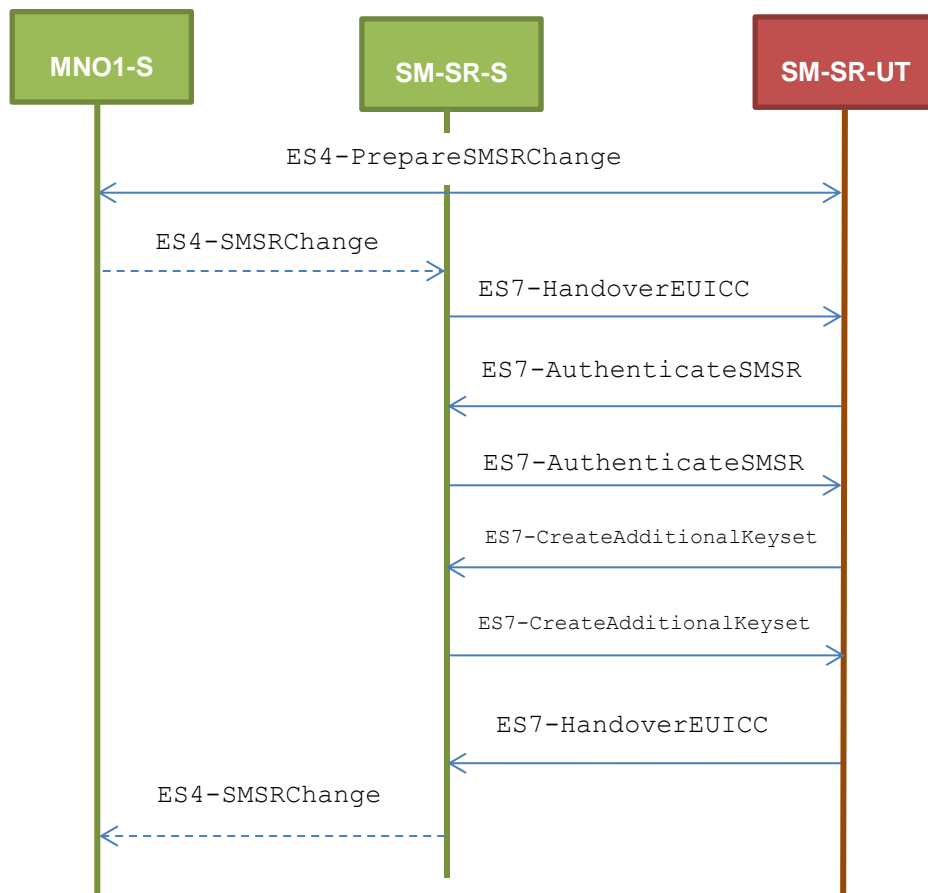 MNO1-S
SM-SR-S
SM-SR-UT
ES4-PrepareSMSRChange
ES4-SMSRChange
ES7-HandoverEUICC
ES7-AuthenticateSMSR
ES7-AuthenticateSMSR
ES7-CreateAdditionalKeyset
ES7-CreateAdditionalKeyset
ES7-HandoverEUICC
ES4-SMSRChange